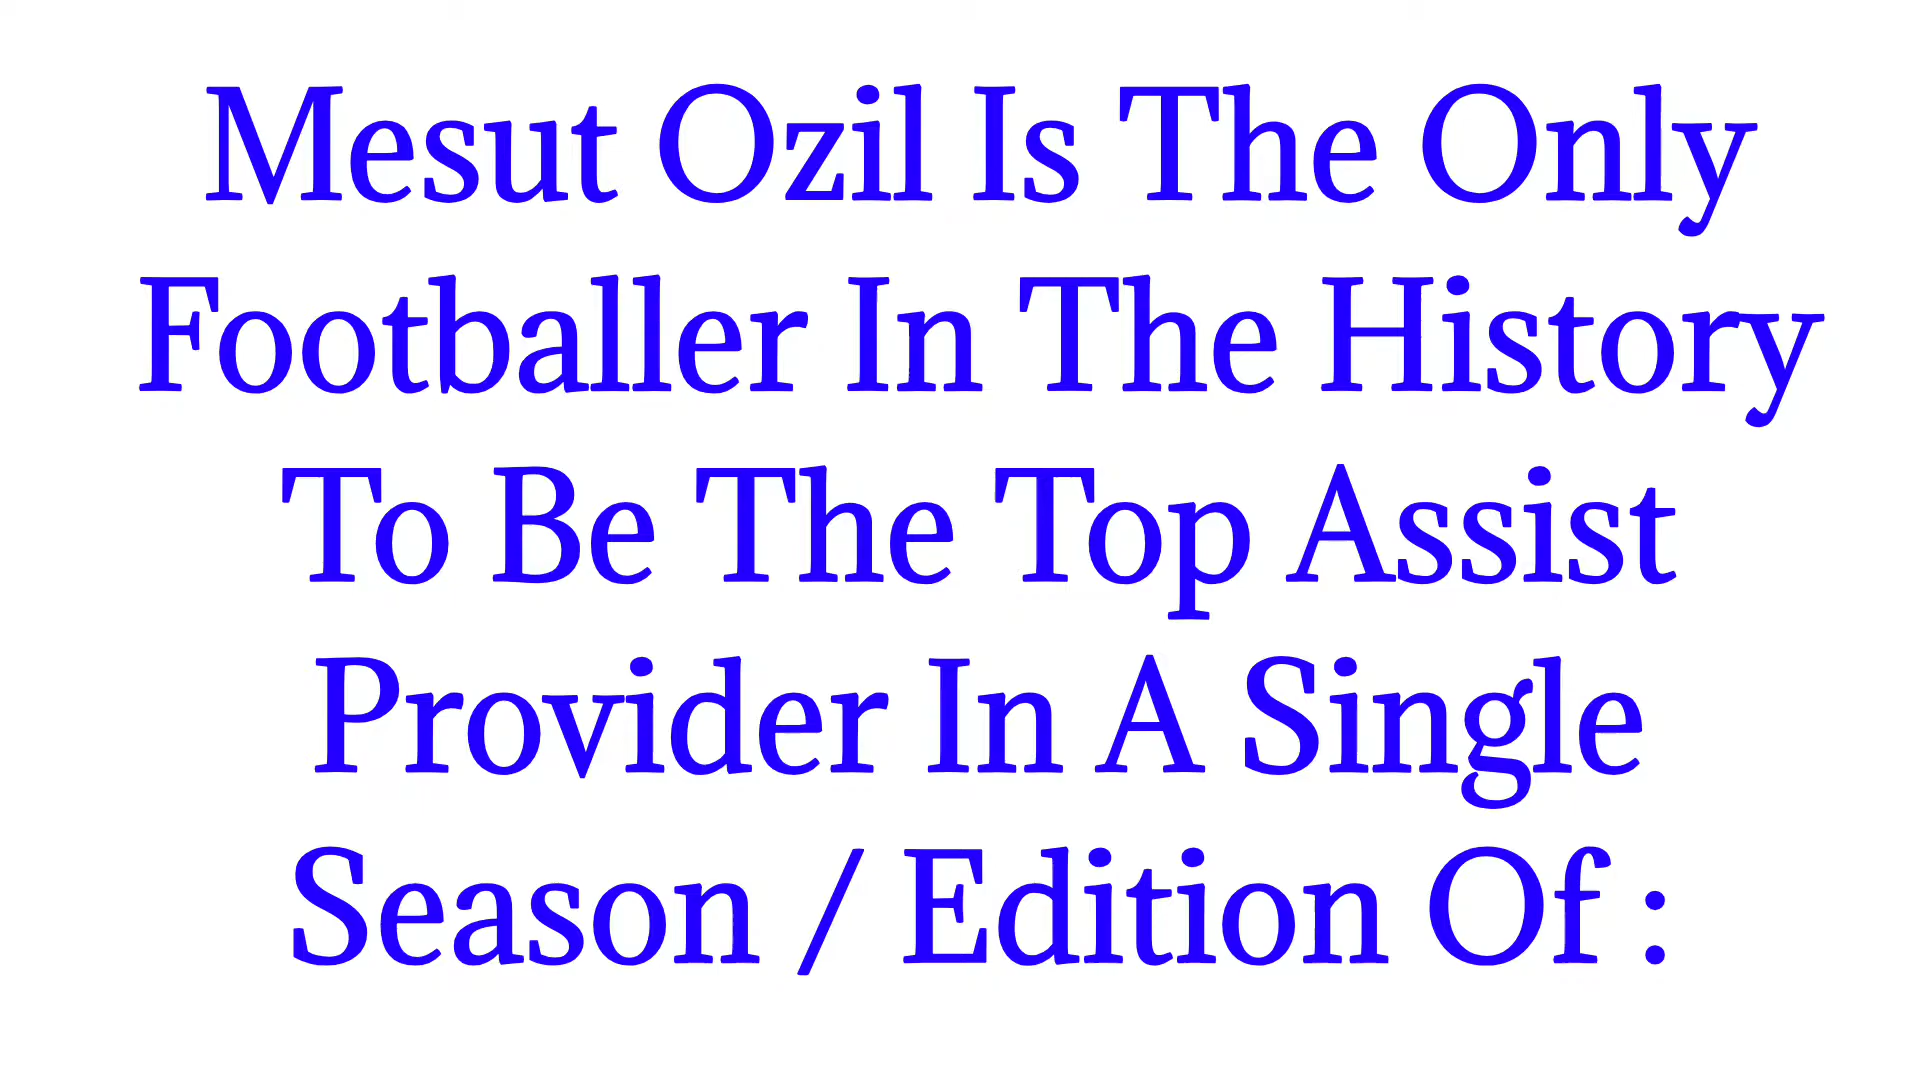 Mesut Ozil Is The Only
Footballer In The History
To Be The Top Assist
Provider In A Single
Season / Edition Of :